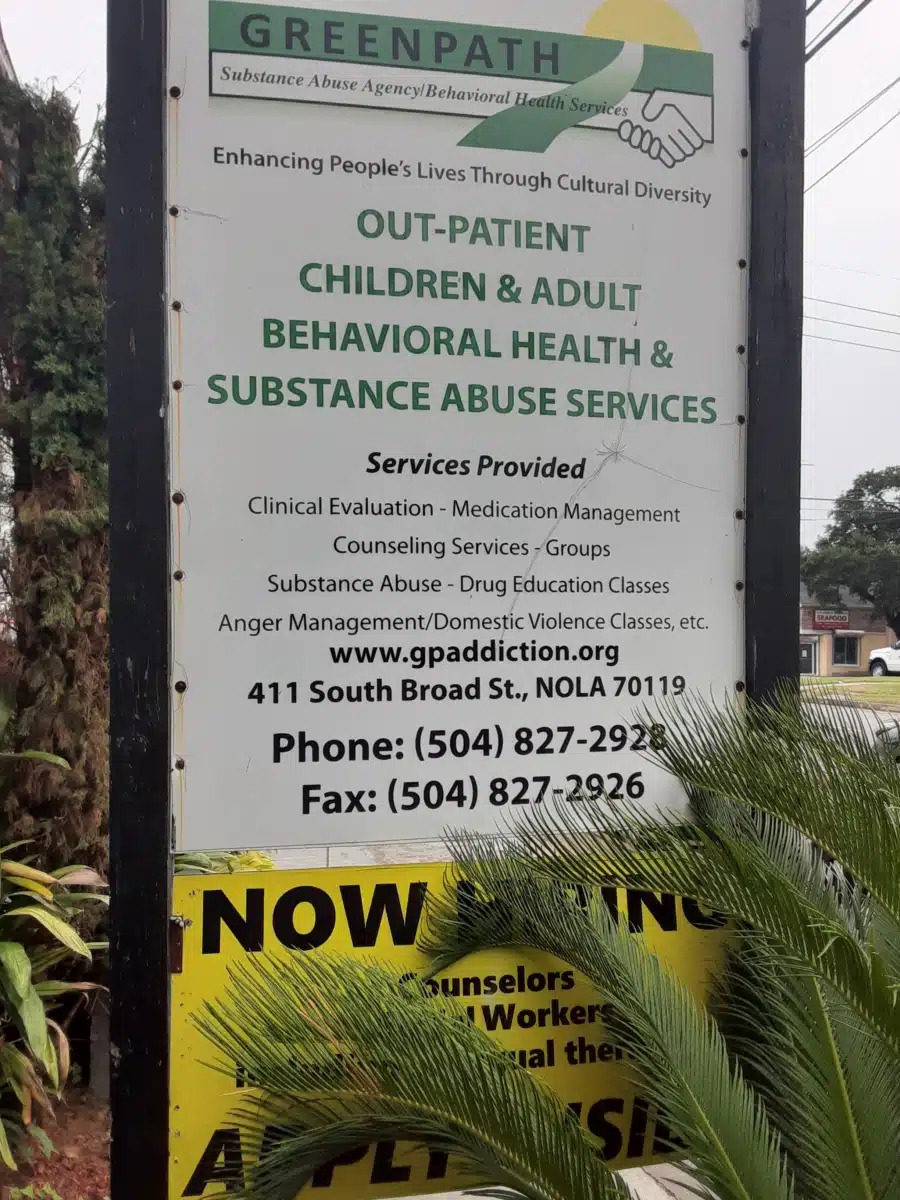 GREENPATH
Substance Abuse Agency/Behavioral Health Services
Enhancing People's Lives Through Cultural Diversity
OUT-PATIENT
CHILDREN & ADULT
BEHAVIORAL HEALTH &
SUBSTANCE ABUSE SERVICES
Services Provided
Clinical Evaluation - Medication Management
Counseling Services - Groups
Substance Abuse - Drug Education Classes
Anger Management/Domestic Violence Classes, etc.
www.gpaddiction.org
411 South Broad St., NOLA 70119
Phone: (504) 827-2928
Fax: (504) 827-2926
NOW
Counselors
Workers
SEAFOOD